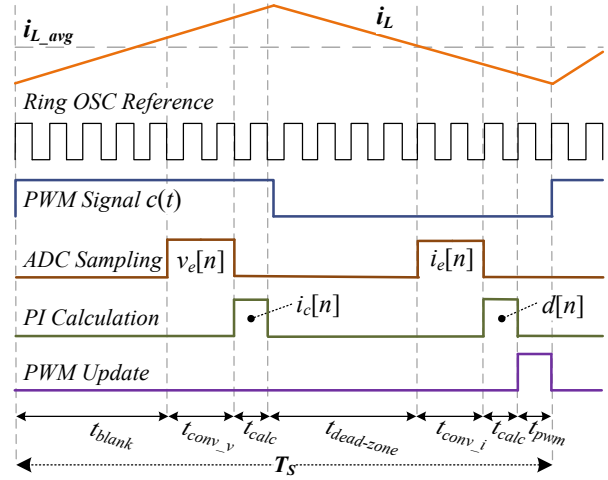 i_L_avg
i_L
Ring OSC Reference
PWM Signal c(t)
ADC Sampling
v_e[n]
i_e[n]
PI Calculation
i_c[n]
d[n]
PWM Update
t_blank t_conv_v t_calc t_dead-zone t_conv_i t_calc t_pwm
T_S